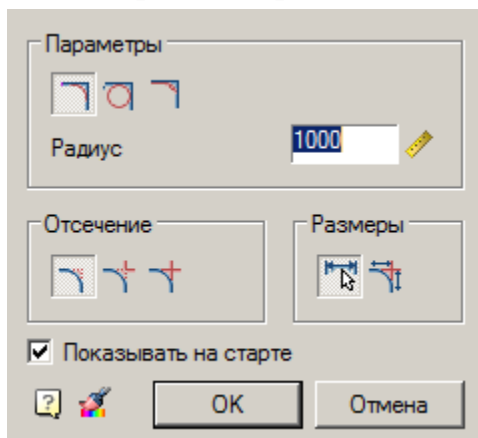 Параметры
Радиус 1000
Отсечение Размеры
Показывать на старте
? OK Отмена